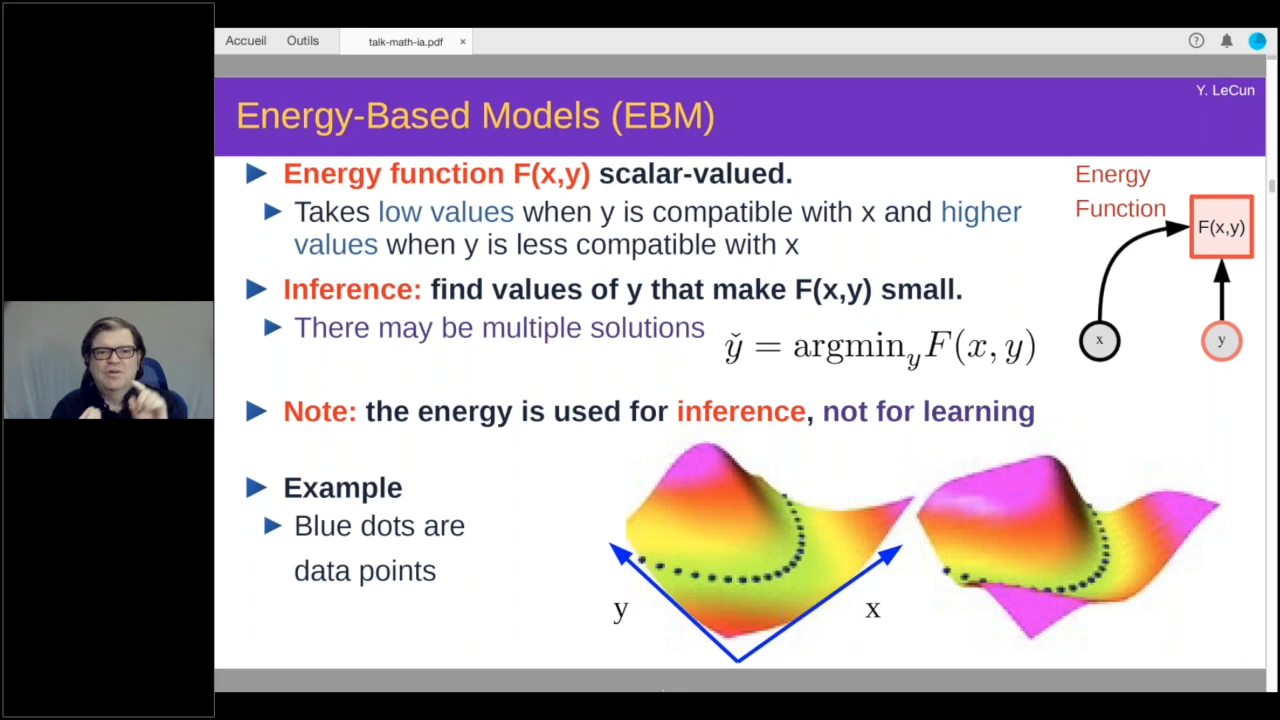 Accueil Outils talk-math-ia.pdf ×
Y. LeCun
Energy-Based Models (EBM)
► Energy function F(x,y) scalar-valued.
► Takes low values when y is compatible with x and higher
values when y is less compatible with x
► Inference: find values of y that make F(x,y) small.
► There may be multiple solutions
y̌ = argmin_y F(x, y)
► Note: the energy is used for inference, not for learning
► Example
► Blue dots are
data points
Energy
Function
F(x,y)
x y
y x